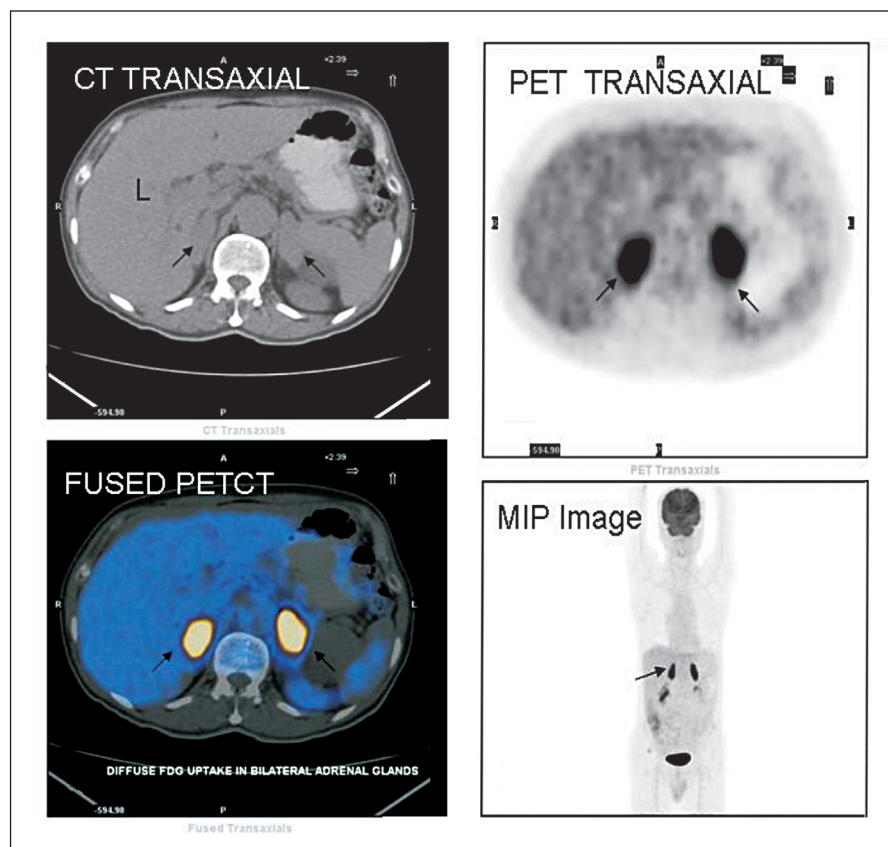 A
×2.39
CT TRANSAXIAL
⇒
⇑
L
R
L
-594.90
P
CT Transaxials
A
×2.39
PET TRANSAXIAL
⇒
⇑
-594.90
PET Transaxials
A
×2.39
FUSED PETCT
⇒
⇑
R
L
DIFFUSE FDG UPTAKE IN BILATERAL ADRENAL GLANDS
-594.90
P
Fused Transaxials
MIP Image